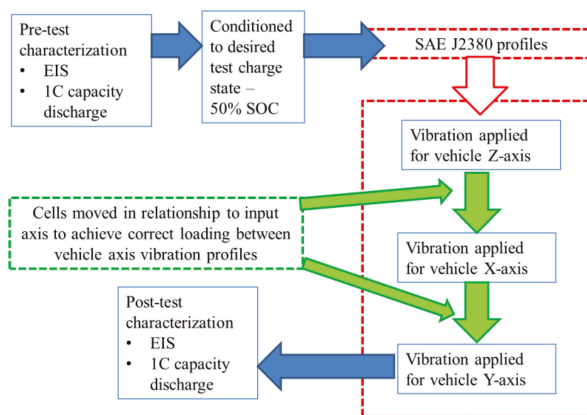 Pre-test
characterization
• EIS
• 1C capacity
discharge
Conditioned
to desired
test charge
state –
50% SOC
SAE J2380 profiles
Vibration applied
for vehicle Z-axis
Cells moved in relationship to input
axis to achieve correct loading between
vehicle axis vibration profiles
Vibration applied
for vehicle X-axis
Post-test
characterization
• EIS
• 1C capacity
discharge
Vibration applied
for vehicle Y-axis